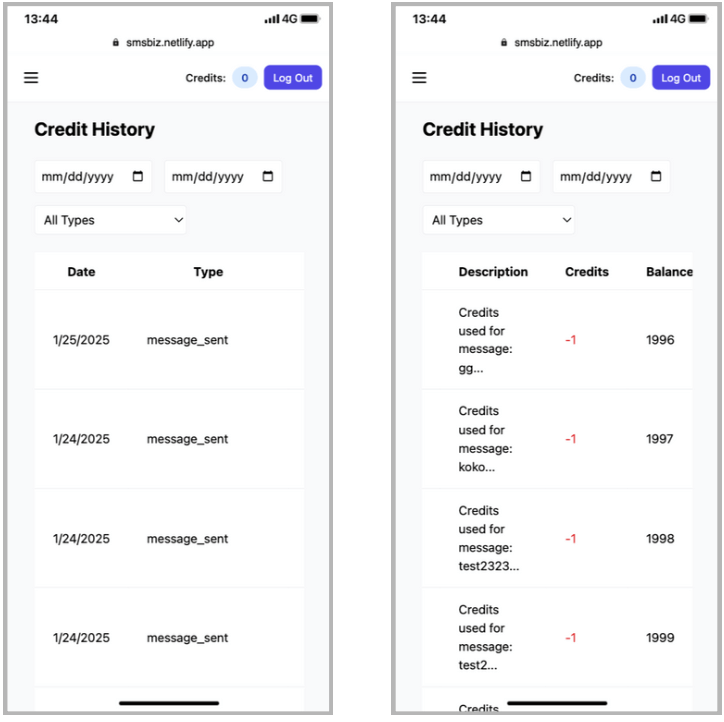 13:44
4G
smsbiz.netlify.app
Credits: 0 Log Out
Credit History
mm/dd/yyyy mm/dd/yyyy
All Types
Date Type
1/25/2025 message_sent
1/24/2025 message_sent
1/24/2025 message_sent
1/24/2025 message_sent
13:44
4G
smsbiz.netlify.app
Credits: 0 Log Out
Credit History
mm/dd/yyyy mm/dd/yyyy
All Types
Description Credits Balance
Credits
used for
message:
gg...
-1 1996
Credits
used for
message:
koko...
-1 1997
Credits
used for
message:
test2323...
-1 1998
Credits
used for
message:
test2...
-1 1999
Credits